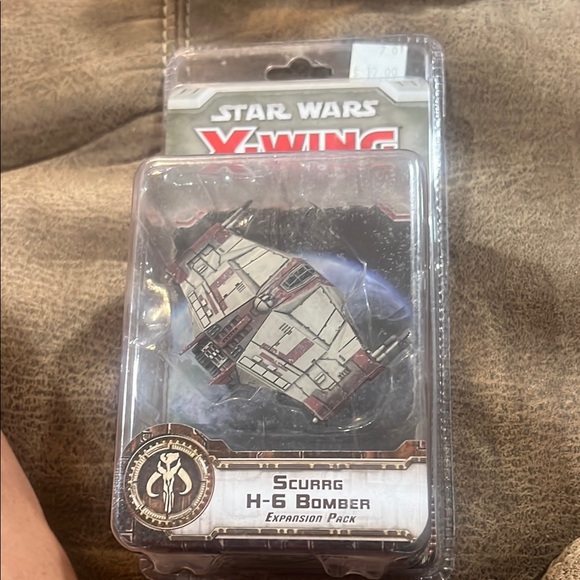 STAR WARS
X-WING
SCURRG
H-6 BOMBER
EXPANSION PACK